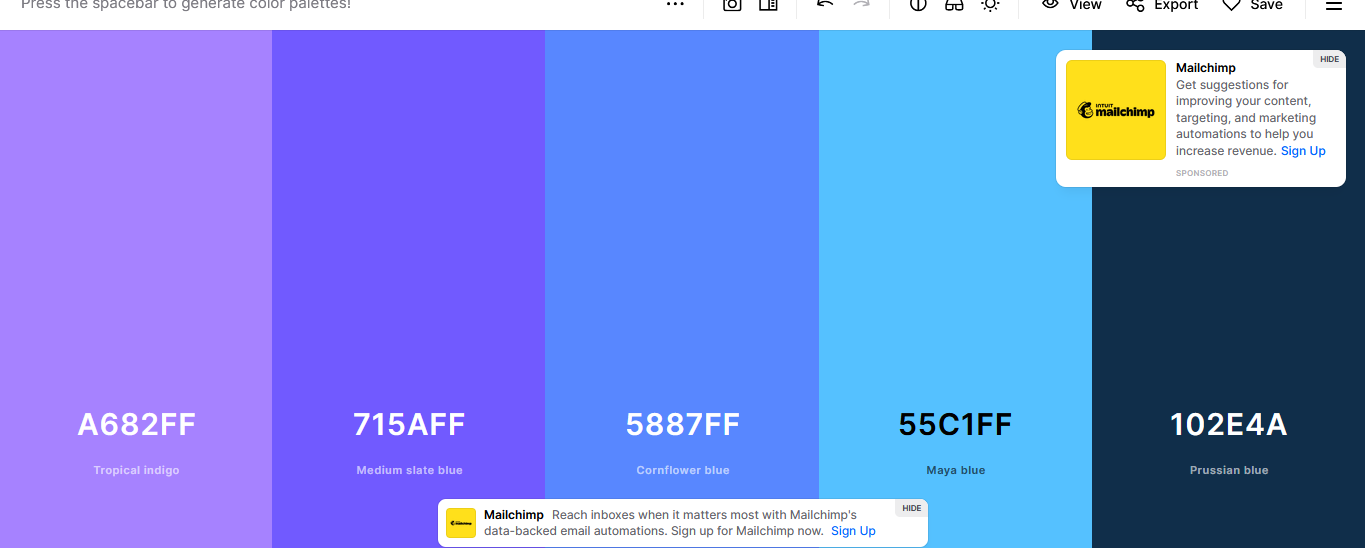 Press the spacebar to generate color palettes!
View
Export
Save
HIDE
Mailchimp
Get suggestions for
improving your content,
targeting, and marketing
automations to help you
increase revenue. Sign Up
SPONSORED
INTUIT
mailchimp
A682FF
Tropical indigo
715AFF
Medium slate blue
5887FF
Cornflower blue
55C1FF
Maya blue
102E4A
Prussian blue
HIDE
Mailchimp Reach inboxes when it matters most with Mailchimp's
data-backed email automations. Sign up for Mailchimp now. Sign Up